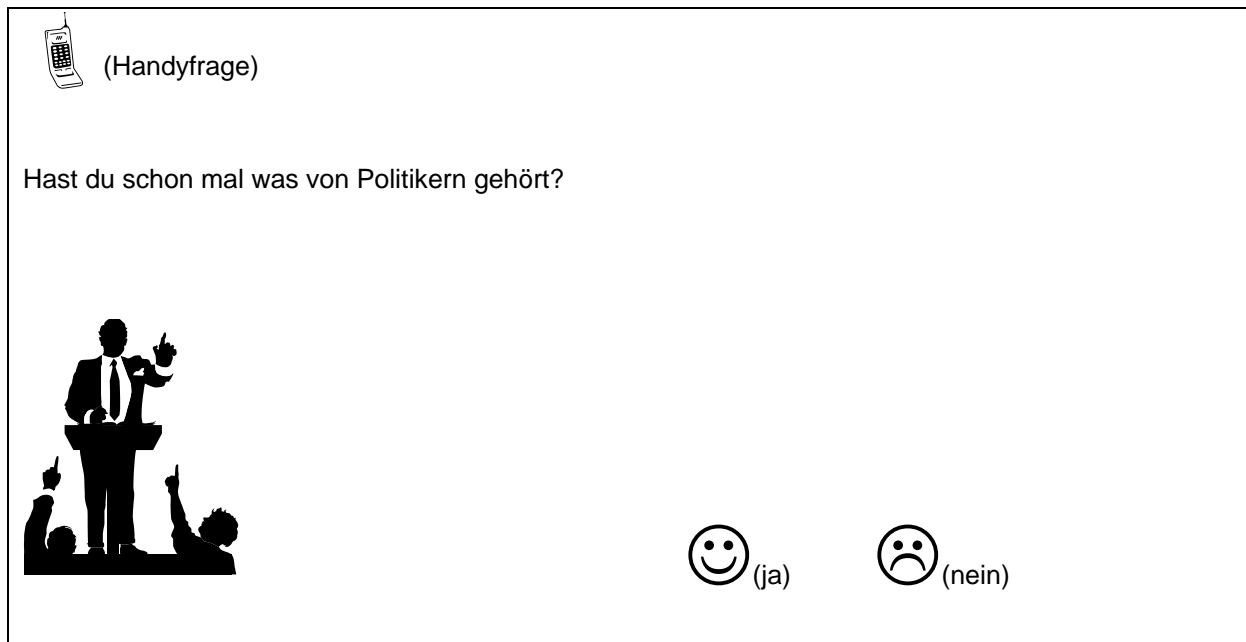 (Handyfrage)
Hast du schon mal was von Politikern gehört?
(ja) (nein)